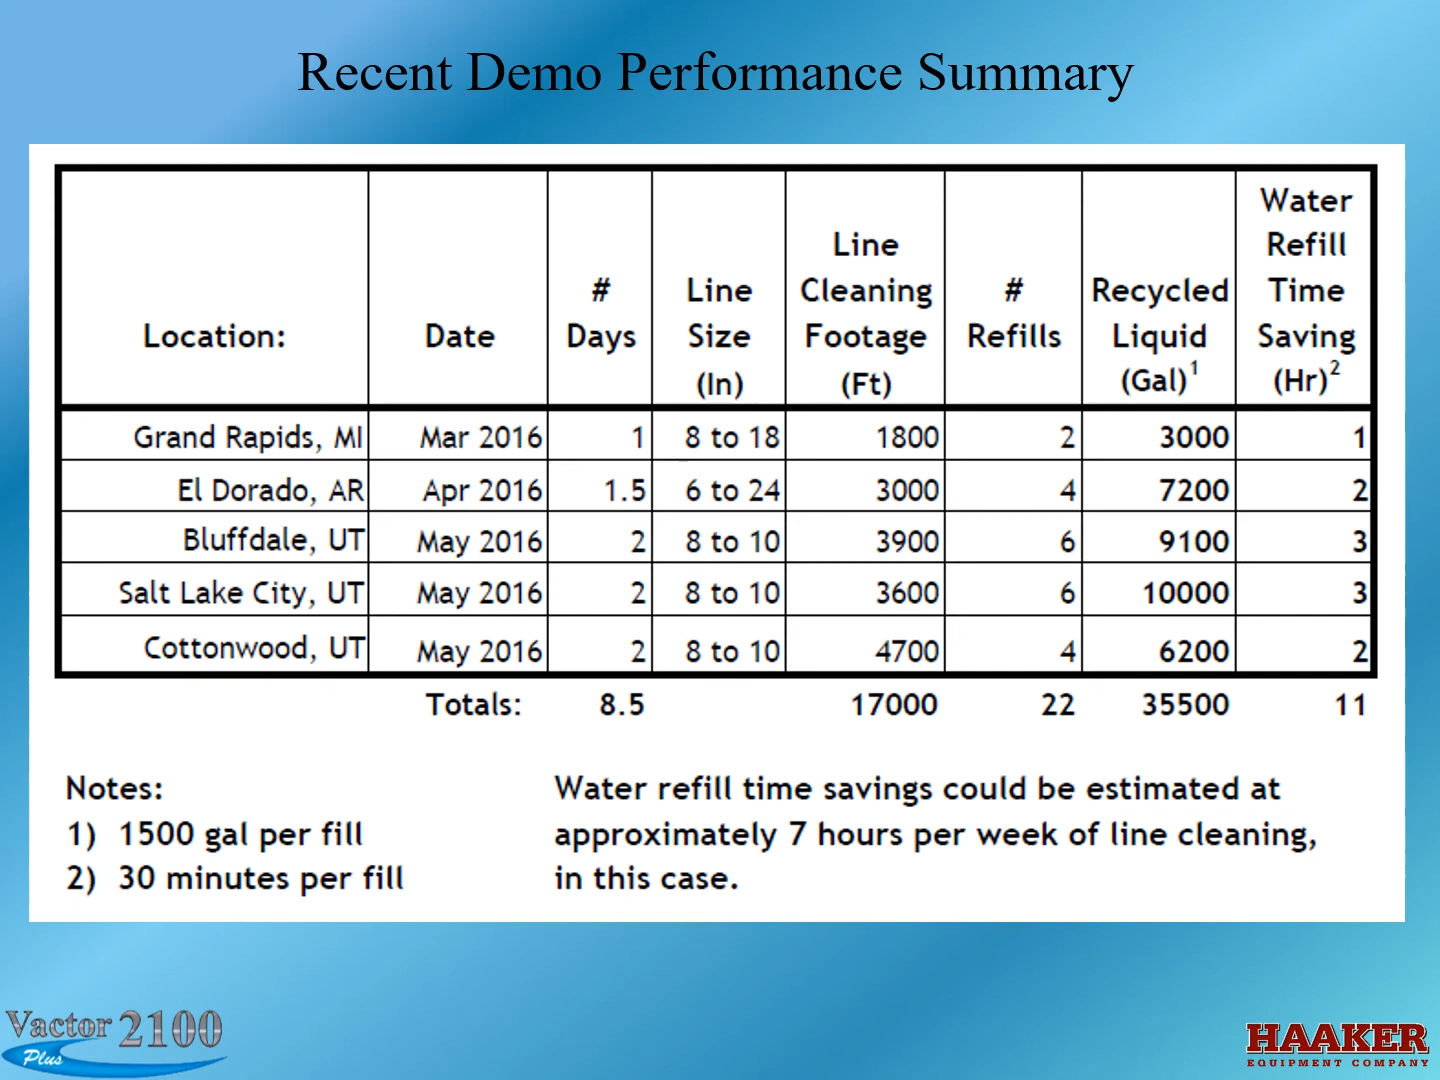 Recent Demo Performance Summary
Location: Date # Days Line Size (In) Line Cleaning Footage (Ft) # Refills Recycled Liquid (Gal)1 Water Refill Time Saving (Hr)2
Grand Rapids, MI Mar 2016 1 8 to 18 1800 2 3000 1
El Dorado, AR Apr 2016 1.5 6 to 24 3000 4 7200 2
Bluffdale, UT May 2016 2 8 to 10 3900 6 9100 3
Salt Lake City, UT May 2016 2 8 to 10 3600 6 10000 3
Cottonwood, UT May 2016 2 8 to 10 4700 4 6200 2
Totals: 8.5 17000 22 35500 11
Notes:
1) 1500 gal per fill
2) 30 minutes per fill
Water refill time savings could be estimated at
approximately 7 hours per week of line cleaning,
in this case.
Vactor 2100
Plus
HAAKER
EQUIPMENT COMPANY